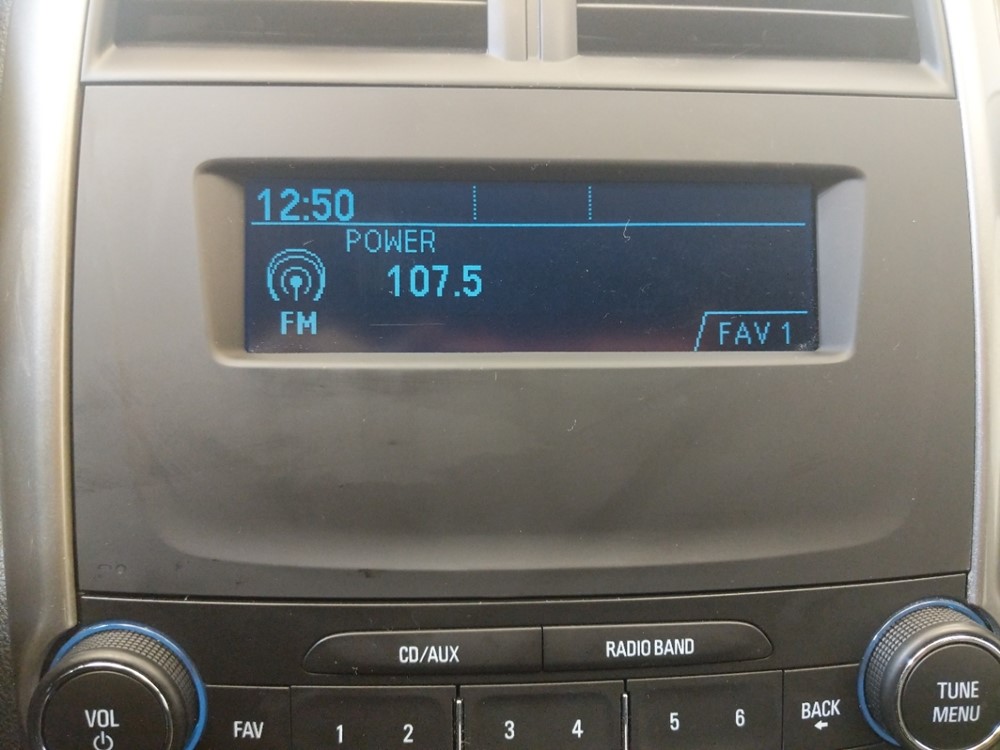 12:50
POWER
107.5
FM
FAV 1
CD/AUX RADIO BAND
VOL FAV 1 2 3 4 5 6 BACK TUNE
MENU